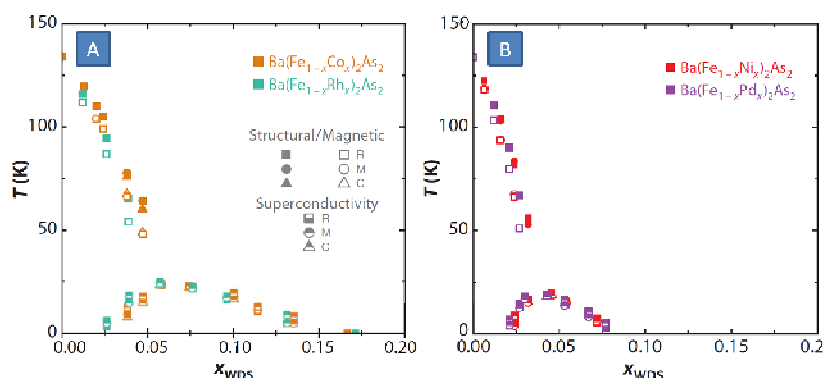 A
B
Ba(Fe₁₋ₓCoₓ)₂As₂
Ba(Fe₁₋ₓRhₓ)₂As₂
Structural/Magnetic
R
M
C
Superconductivity
R
M
C
T (K)
150
100
50
0
0.00
0.05
0.10
0.15
0.20
x_WDS
Ba(Fe₁₋ₓNiₓ)₂As₂
Ba(Fe₁₋ₓPdₓ)₂As₂
T (K)
150
100
50
0
0.00
0.05
0.10
0.15
0.20
x_WDS